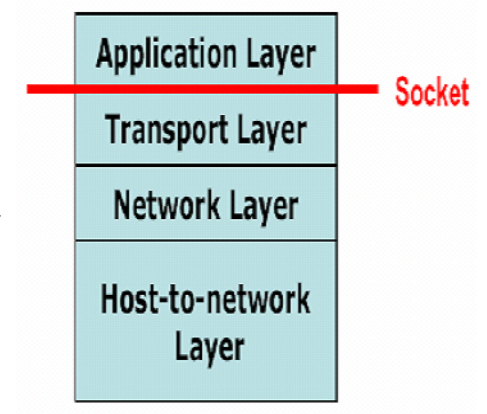 Application Layer
Socket
Transport Layer
Network Layer
Host-to-network
Layer